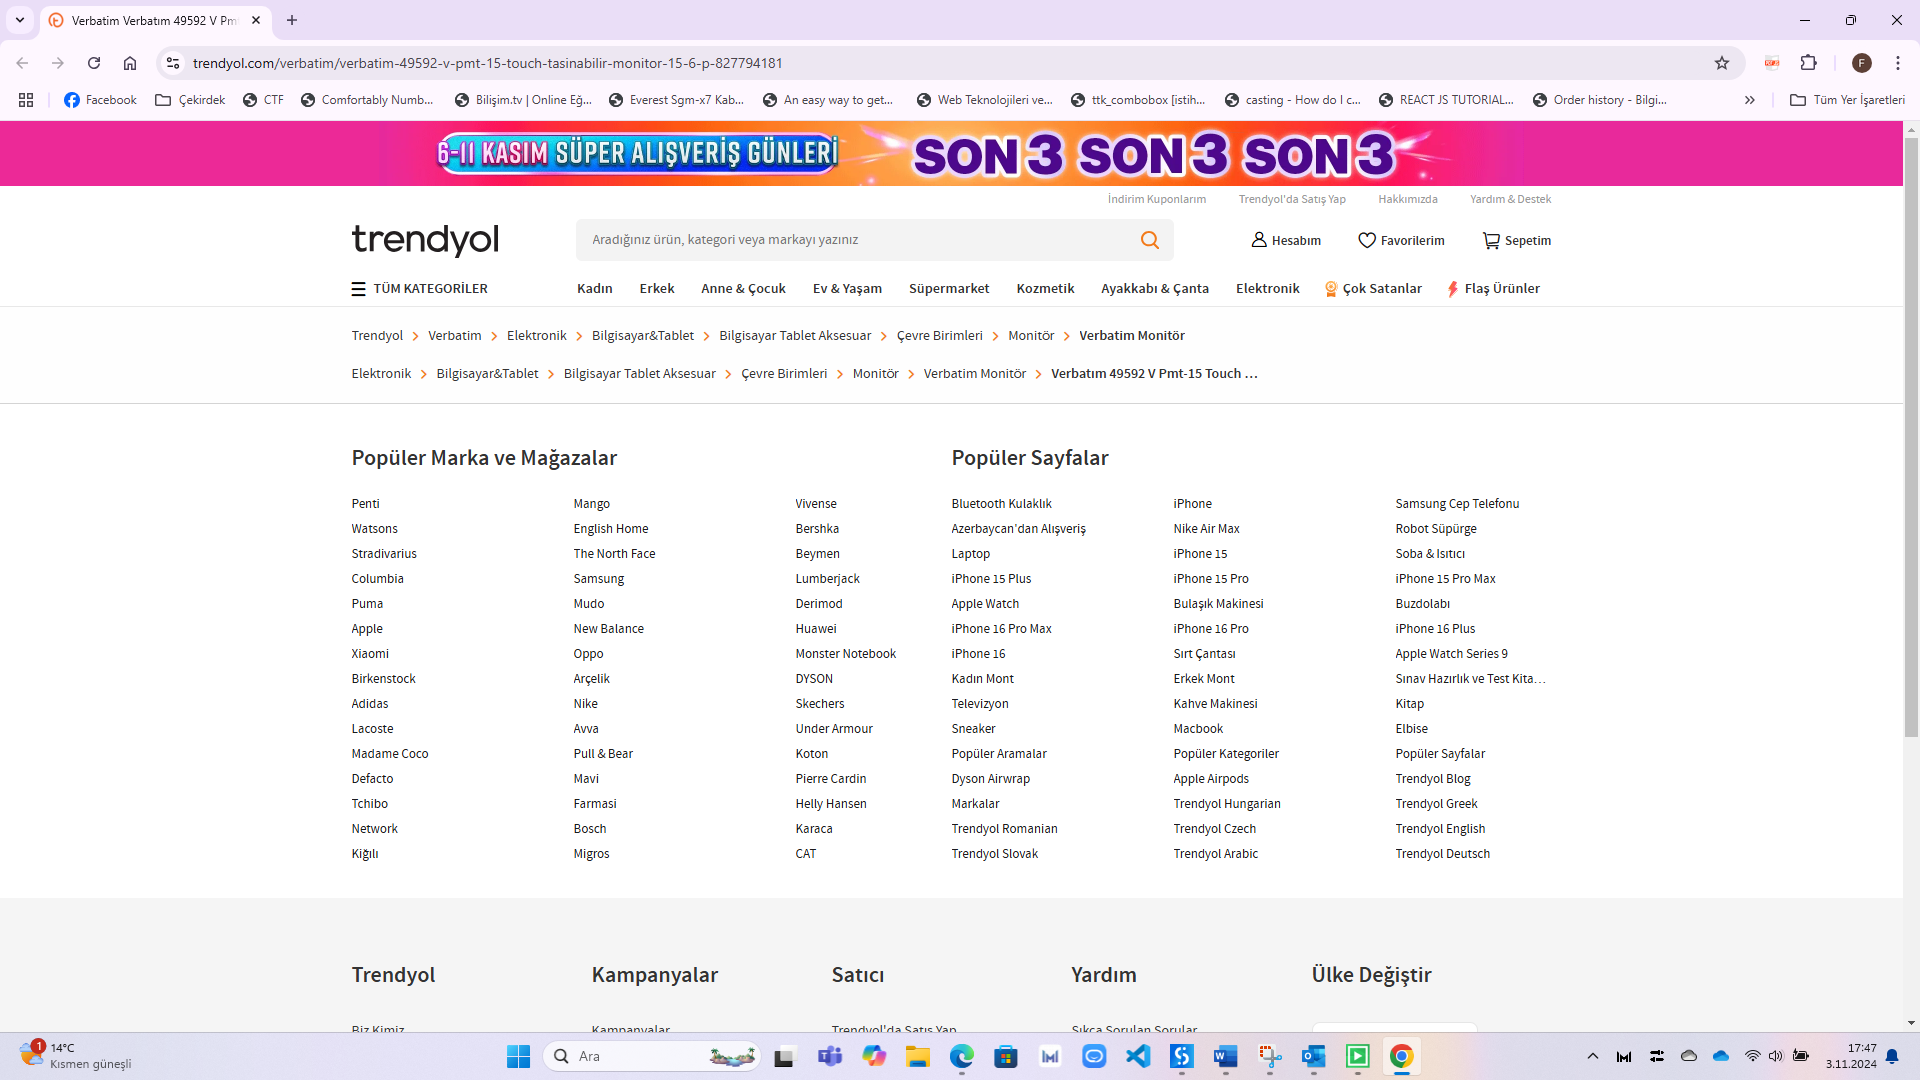 Verbatim Verbatım 49592 V Pm
trendyol.com/verbatim/verbatim-49592-v-pmt-15-touch-tasinabilir-monitor-15-6-p-827794181
F
Facebook Çekirdek CTF Comfortably Numb... Bilişim.tv | Online Eğ... Everest Sgm-x7 Kab... An easy way to get... Web Teknolojileri ve... ttk_combobox [istih... casting - How do I c... REACT JS TUTORIAL... Order history - Bilgi... » Tüm Yer İşaretleri
6-11 KASIM SÜPER ALIŞVERİŞ GÜNLERİ SON 3 SON 3 SON 3
İndirim Kuponlarım Trendyol'da Satış Yap Hakkımızda Yardım & Destek
trendyol Aradığınız ürün, kategori veya markayı yazınız Hesabım Favorilerim Sepetim
TÜM KATEGORİLER Kadın Erkek Anne & Çocuk Ev & Yaşam Süpermarket Kozmetik Ayakkabı & Çanta Elektronik Çok Satanlar Flaş Ürünler
Trendyol Verbatim Elektronik Bilgisayar&Tablet Bilgisayar Tablet Aksesuar Çevre Birimleri Monitör Verbatim Monitör
Elektronik Bilgisayar&Tablet Bilgisayar Tablet Aksesuar Çevre Birimleri Monitör Verbatim Monitör Verbatım 49592 V Pmt-15 Touch ...
Popüler Marka ve Mağazalar Popüler Sayfalar
Penti Mango Vivense Bluetooth Kulaklık iPhone Samsung Cep Telefonu
Watsons English Home Bershka Azerbaycan'dan Alışveriş Nike Air Max Robot Süpürge
Stradivarius The North Face Beymen Laptop iPhone 15 Soba & Isıtıcı
Columbia Samsung Lumberjack iPhone 15 Plus iPhone 15 Pro iPhone 15 Pro Max
Puma Mudo Derimod Apple Watch Bulaşık Makinesi Buzdolabı
Apple New Balance Huawei iPhone 16 Pro Max iPhone 16 Pro iPhone 16 Plus
Xiaomi Oppo Monster Notebook iPhone 16 Sırt Çantası Apple Watch Series 9
Birkenstock Arçelik DYSON Kadın Mont Erkek Mont Sınav Hazırlık ve Test Kita...
Adidas Nike Skechers Televizyon Kahve Makinesi Kitap
Lacoste Avva Under Armour Sneaker Macbook Elbise
Madame Coco Pull & Bear Koton Popüler Aramalar Popüler Kategoriler Popüler Sayfalar
Defacto Mavi Pierre Cardin Dyson Airwrap Apple Airpods Trendyol Blog
Tchibo Farmasi Helly Hansen Markalar Trendyol Hungarian Trendyol Greek
Network Bosch Karaca Trendyol Romanian Trendyol Czech Trendyol English
Kiğılı Migros CAT Trendyol Slovak Trendyol Arabic Trendyol Deutsch
Trendyol Kampanyalar Satıcı Yardım Ülke Değiştir
Biz Kimiz Kampanyalar Trendyol'da Satış Yap Sıkça Sorulan Sorular
1 14°C
Kısmen güneşli
Ara
17:47
3.11.2024